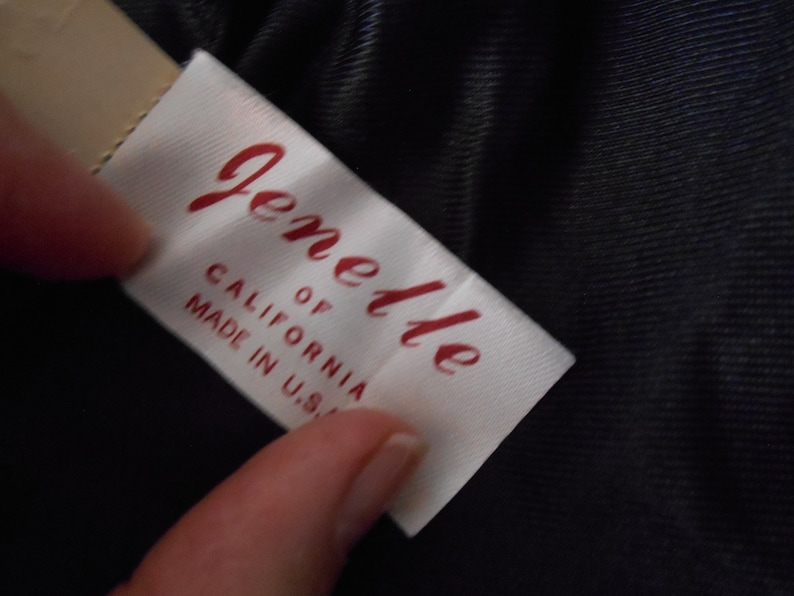 Jenelle
OF
CALIFORNIA
MADE IN U.S.